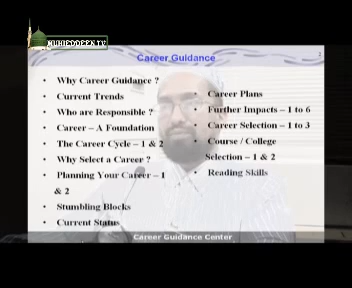 MUHIEDDEEN TV
Career Guidance
2
• Why Career Guidance ?
• Current Trends
• Who are Responsible ?
• Career – A Foundation
• The Career Cycle – 1 & 2
• Why Select a Career ?
• Planning Your Career – 1
& 2
• Stumbling Blocks
• Current Status
• Career Plans
• Further Impacts – 1 to 6
• Career Selection – 1 to 3
• Course / College
Selection – 1 & 2
• Reading Skills
Career Guidance Center